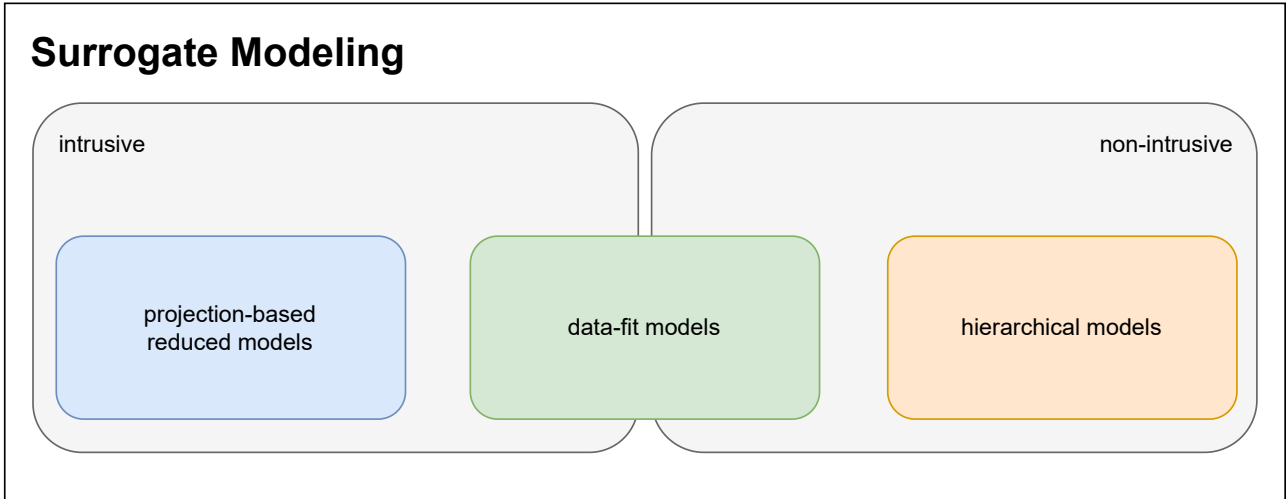 Surrogate Modeling
intrusive
non-intrusive
projection-based
reduced models
data-fit models
hierarchical models